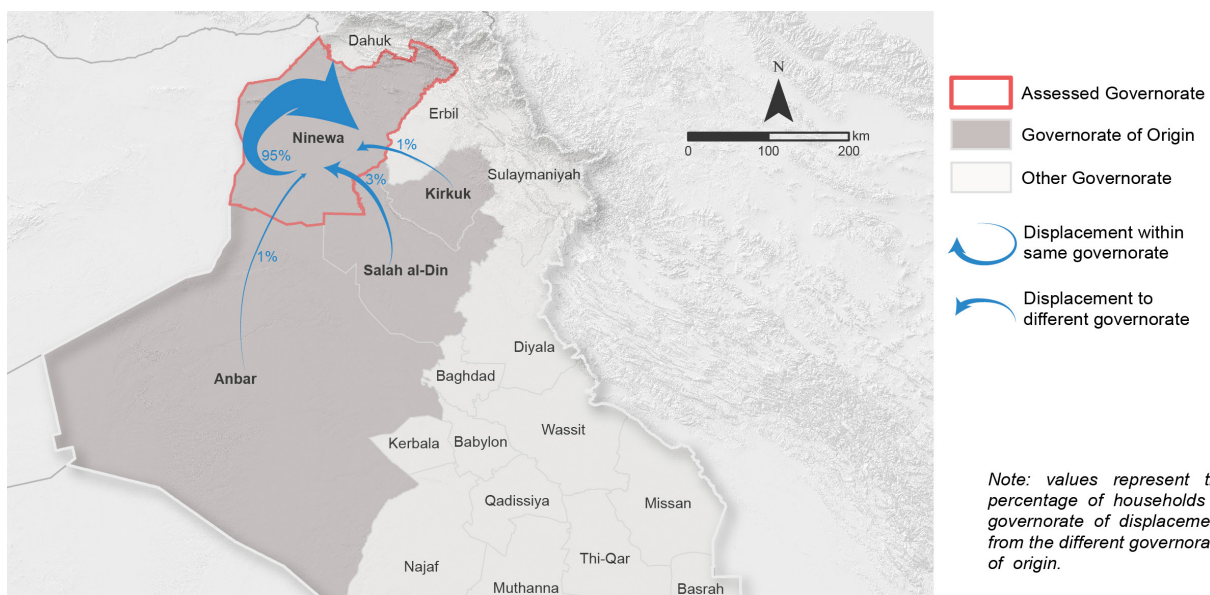 Dahuk
N
Erbil
Ninewa
km
0 100 200
1%
95%
3%
Sulaymaniyah
Kirkuk
1%
Salah al-Din
Diyala
Anbar
Baghdad
Wassit
Kerbala
Babylon
Qadissiya
Missan
Thi-Qar
Najaf
Muthanna
Basrah
Assessed Governorate
Governorate of Origin
Other Governorate
Displacement within
same governorate
Displacement to
different governorate
Note: values represent t
percentage of households
governorate of displaceme
from the different governora
of origin.